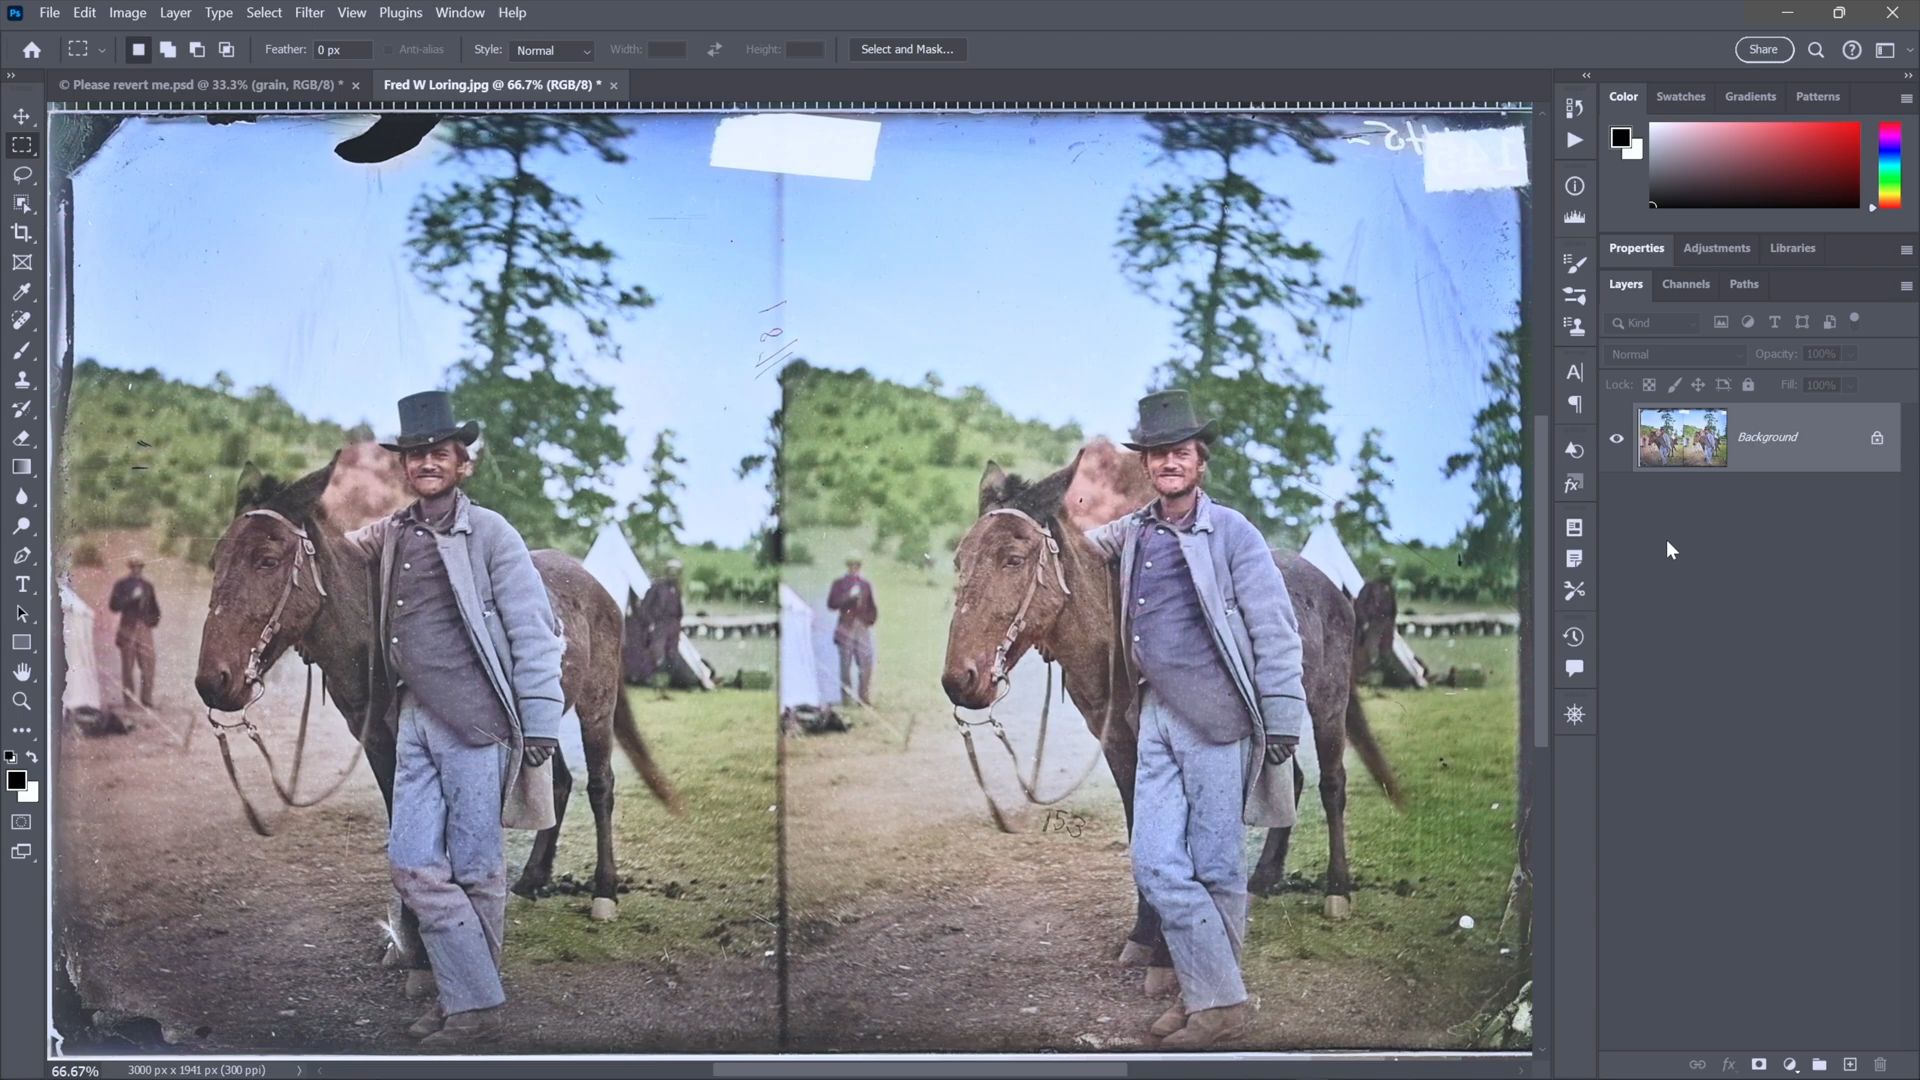 Ps File Edit Image Layer Type Select Filter View Plugins Window Help
Feather: 0 px Anti-alias Style: Normal Width: Height: Select and Mask... Share
© Please revert me.psd @ 33.3% (grain, RGB/8) * × Fred W Loring.jpg @ 66.7% (RGB/8) * ×
Color Swatches Gradients Patterns
Properties Adjustments Libraries
Layers Channels Paths
Kind
Normal Opacity: 100%
Lock: Fill: 100%
Background
153
66.67% 3000 px x 1941 px (300 ppi)